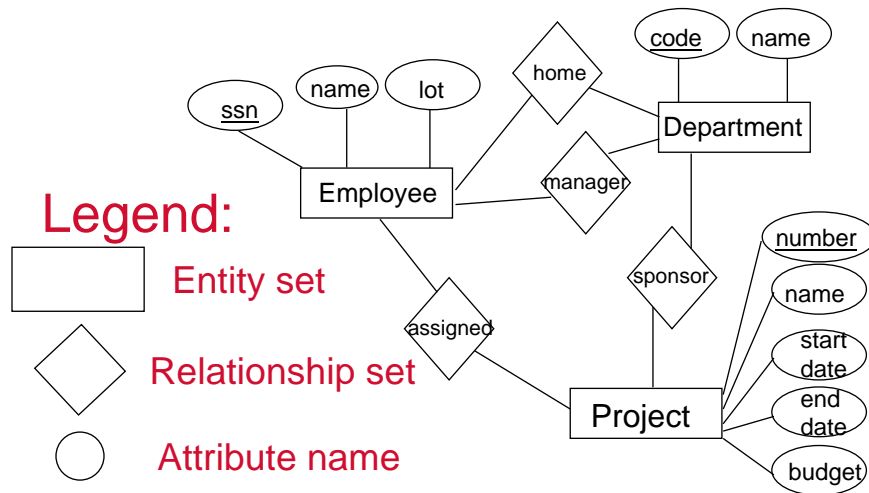 code
name
home
name
lot
ssn
Department
Employee
manager
Legend:
number
Entity set
sponsor
name
assigned
start
date
Relationship set
end
date
Project
Attribute name
budget